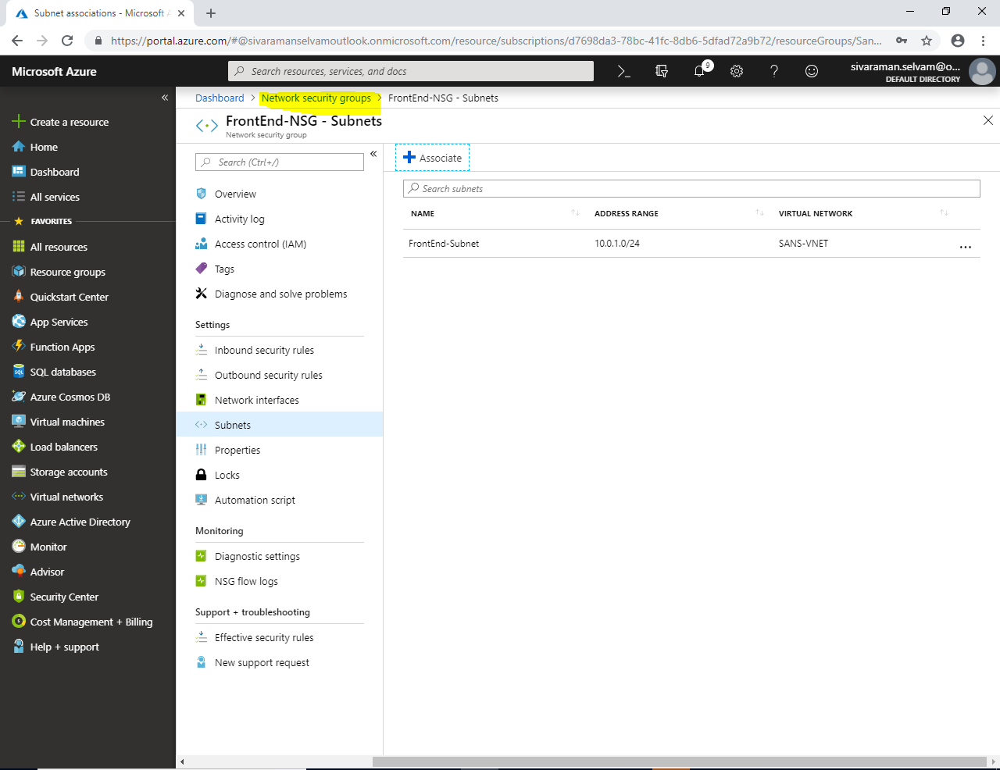 Subnet associations - Microsoft A
https://portal.azure.com/#@sivaramanselvamoutlook.onmicrosoft.com/resource/subscriptions/d7698da3-78bc-41fc-8db6-5dfad72a9b72/resourceGroups/San...
Microsoft Azure
Search resources, services, and docs
9
sivaraman.selvam@o...
DEFAULT DIRECTORY
Create a resource
Home
Dashboard
All services
FAVORITES
All resources
Resource groups
Quickstart Center
App Services
Function Apps
SQL databases
Azure Cosmos DB
Virtual machines
Load balancers
Storage accounts
Virtual networks
Azure Active Directory
Monitor
Advisor
Security Center
Cost Management + Billing
Help + support
Dashboard > Network security groups > FrontEnd-NSG - Subnets
FrontEnd-NSG - Subnets
Network security group
Search (Ctrl+/)
Overview
Activity log
Access control (IAM)
Tags
Diagnose and solve problems
Settings
Inbound security rules
Outbound security rules
Network interfaces
Subnets
Properties
Locks
Automation script
Monitoring
Diagnostic settings
NSG flow logs
Support + troubleshooting
Effective security rules
New support request
Associate
Search subnets
NAME ADDRESS RANGE VIRTUAL NETWORK
FrontEnd-Subnet 10.0.1.0/24 SANS-VNET ...